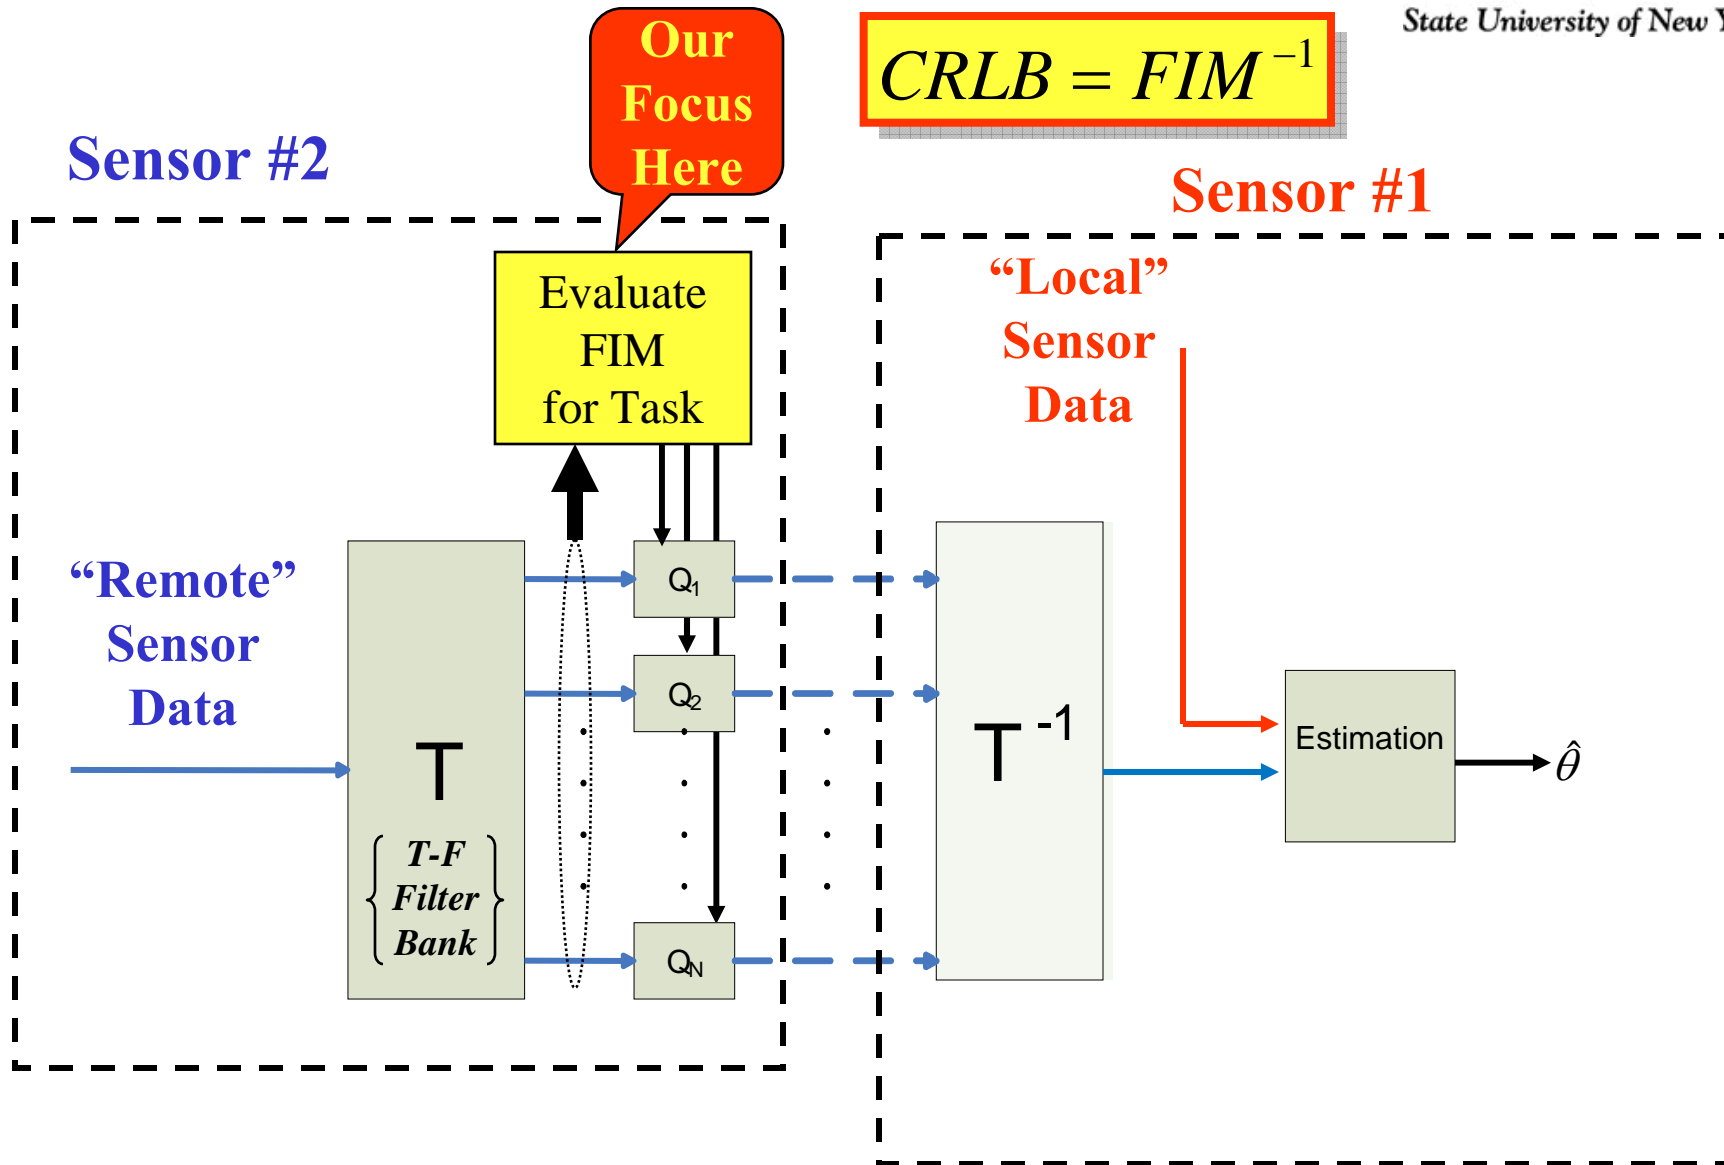 State University of New Y
Our
Focus
Here
CRLB = FIM⁻¹
Sensor #2
Sensor #1
Evaluate
FIM
for Task
“Local”
Sensor
Data
“Remote”
Sensor
Data
T
T-F
Filter
Bank
Q₁
Q₂
Q_N
T⁻¹
Estimation
θ̂